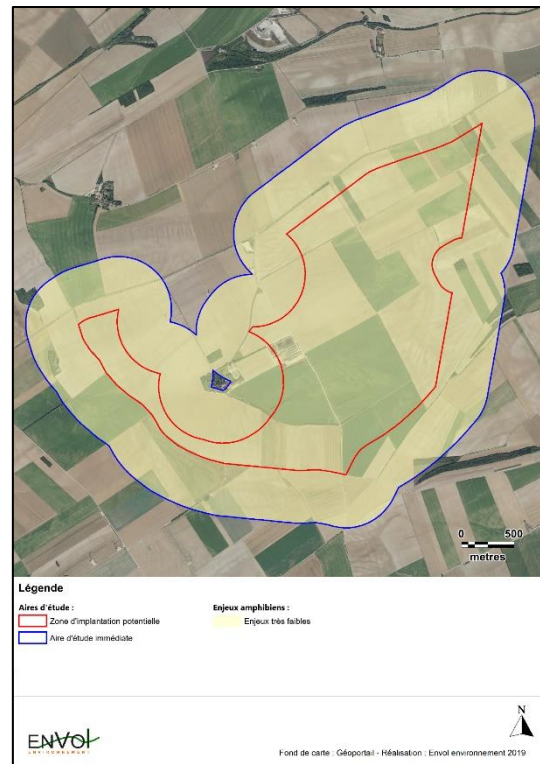 0 500
metres
Légende
Aires d'étude :
Zone d'implantation potentielle
Aire d'étude immédiate
Enjeux amphibiens :
Enjeux très faibles
N
ENVOL
ENVIRONNEMENT
Fond de carte : Géoportail - Réalisation : Envol environnement 2019